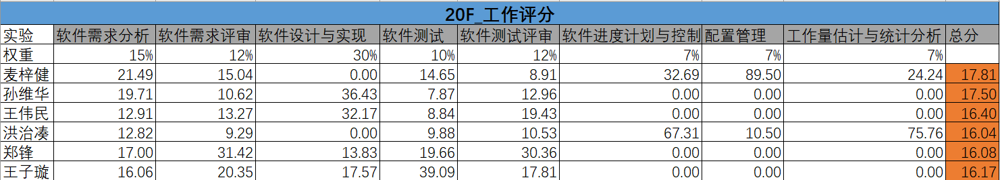 20F_工作评分
实验 软件需求分析 软件需求评审 软件设计与实现 软件测试 软件测试评审 软件进度计划与控制 配置管理 工作量估计与统计分析 总分
权重 15% 12% 30% 10% 12% 7% 7% 7%
麦梓健 21.49 15.04 0.00 14.65 8.91 32.69 89.50 24.24 17.81
孙维华 19.71 10.62 36.43 7.87 12.96 0.00 0.00 0.00 17.50
王伟民 12.91 13.27 32.17 8.84 19.43 0.00 0.00 0.00 16.40
洪治凑 12.82 9.29 0.00 9.88 10.53 67.31 10.50 75.76 16.04
郑锋 17.00 31.42 13.83 19.66 30.36 0.00 0.00 0.00 16.08
王子璇 16.06 20.35 17.57 39.09 17.81 0.00 0.00 0.00 16.17